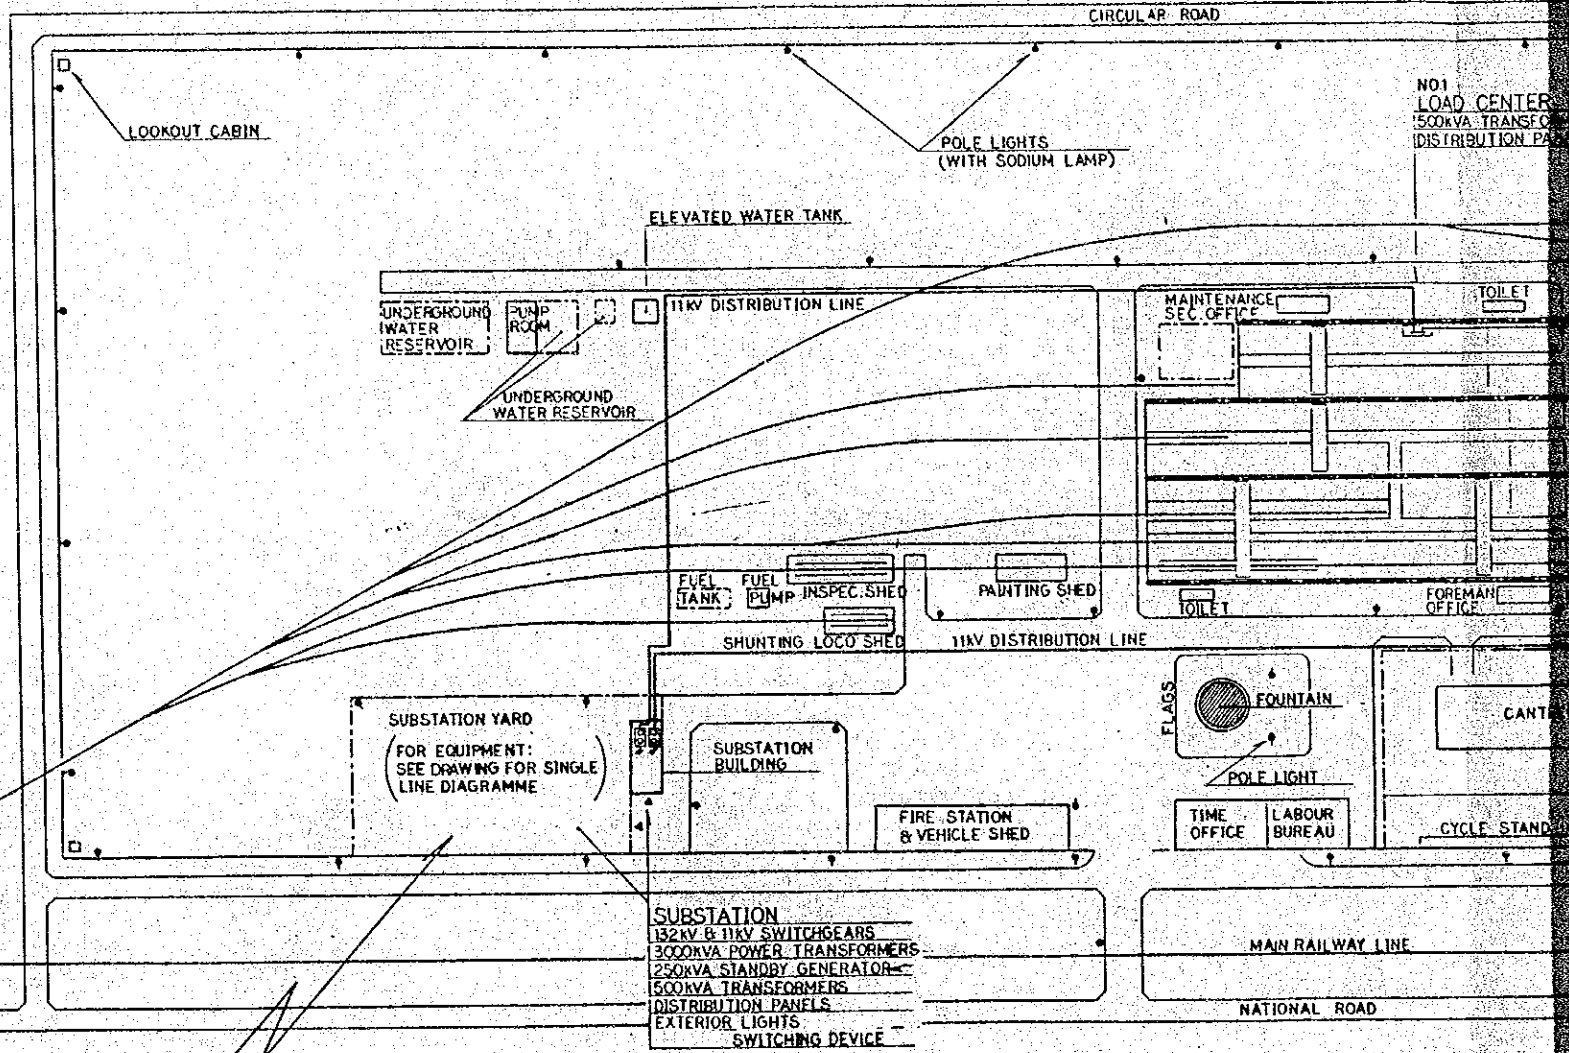 CIRCULAR ROAD
LOOKOUT CABIN
POLE LIGHTS
(WITH SODIUM LAMP)
NO.1
LOAD CENTER
500KVA
DISTRIBUTION
ELEVATED WATER TANK
11KV DISTRIBUTION LINE
UNDERGROUND
WATER
RESERVOIR
PUMP
ROOM
UNDERGROUND
WATER RESERVOIR
MAINTENANCE
SEC. OFFICE
TOILET
FUEL
TANK
FUEL
PUMP
INSPEC. SHED
PAINTING SHED
SHUNTING LOCO SHED
11KV DISTRIBUTION LINE
TOILET
FOREMAN
OFFICE
SUBSTATION YARD
(FOR EQUIPMENT:
SEE DRAWING FOR SINGLE
LINE DIAGRAMME)
SUBSTATION
BUILDING
FLAGS
FOUNTAIN
POLE LIGHT
FIRE STATION
& VEHICLE SHED
TIME
OFFICE
LABOUR
BUREAU
CYCLE STAND
SUBSTATION
132KV & 11KV SWITCHGEARS
3000KVA POWER TRANSFORMERS
250KVA STANDBY GENERATOR
500KVA TRANSFORMERS
DISTRIBUTION PANELS
EXTERIOR LIGHTS
SWITCHING DEVICE
MAIN RAILWAY LINE
NATIONAL ROAD